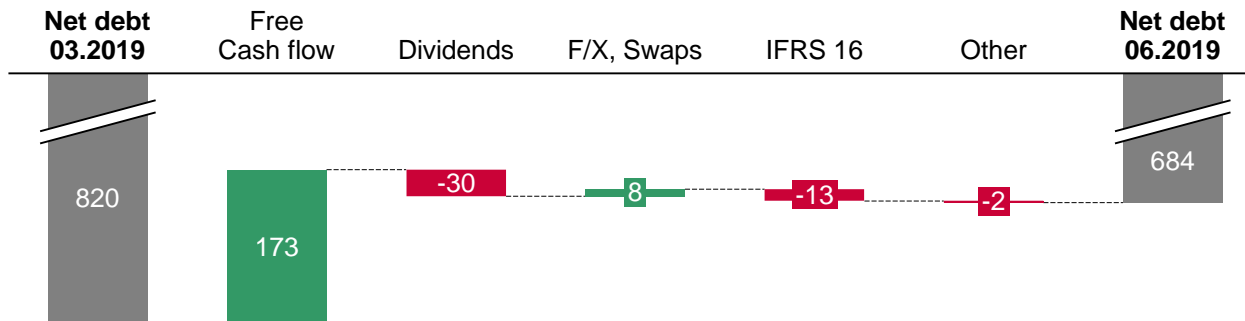 Net debt
03.2019
Free
Cash flow
Dividends
F/X, Swaps
IFRS 16
Other
Net debt
06.2019
820
173
-30
8
-13
-2
684